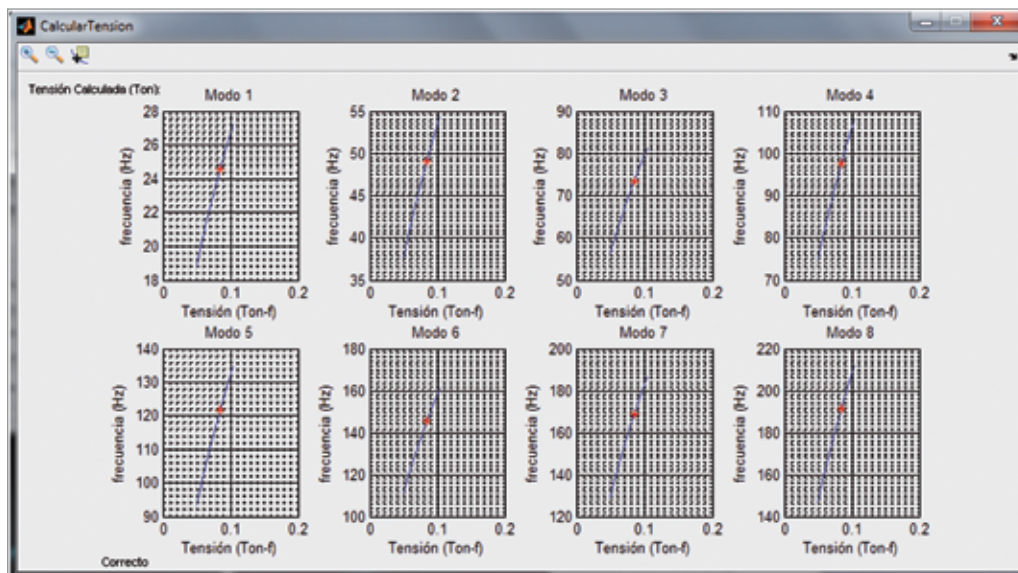 CalcularTension
Tensión Calculada (Ton):
Modo 1
28
26
24
22
20
18
frecuencia (Hz)
0 0.1 0.2
Tensión (Ton-f)
Modo 2
55
50
45
40
35
frecuencia (Hz)
0 0.1 0.2
Tensión (Ton-f)
Modo 3
90
80
70
60
50
frecuencia (Hz)
0 0.1 0.2
Tensión (Ton-f)
Modo 4
110
100
90
80
70
frecuencia (Hz)
0 0.1 0.2
Tensión (Ton-f)
Modo 5
140
130
120
110
100
90
frecuencia (Hz)
0 0.1 0.2
Tensión (Ton-f)
Modo 6
180
160
140
120
100
frecuencia (Hz)
0 0.1 0.2
Tensión (Ton-f)
Modo 7
200
180
160
140
120
frecuencia (Hz)
0 0.1 0.2
Tensión (Ton-f)
Modo 8
220
200
180
160
140
frecuencia (Hz)
0 0.1 0.2
Tensión (Ton-f)
Correcto